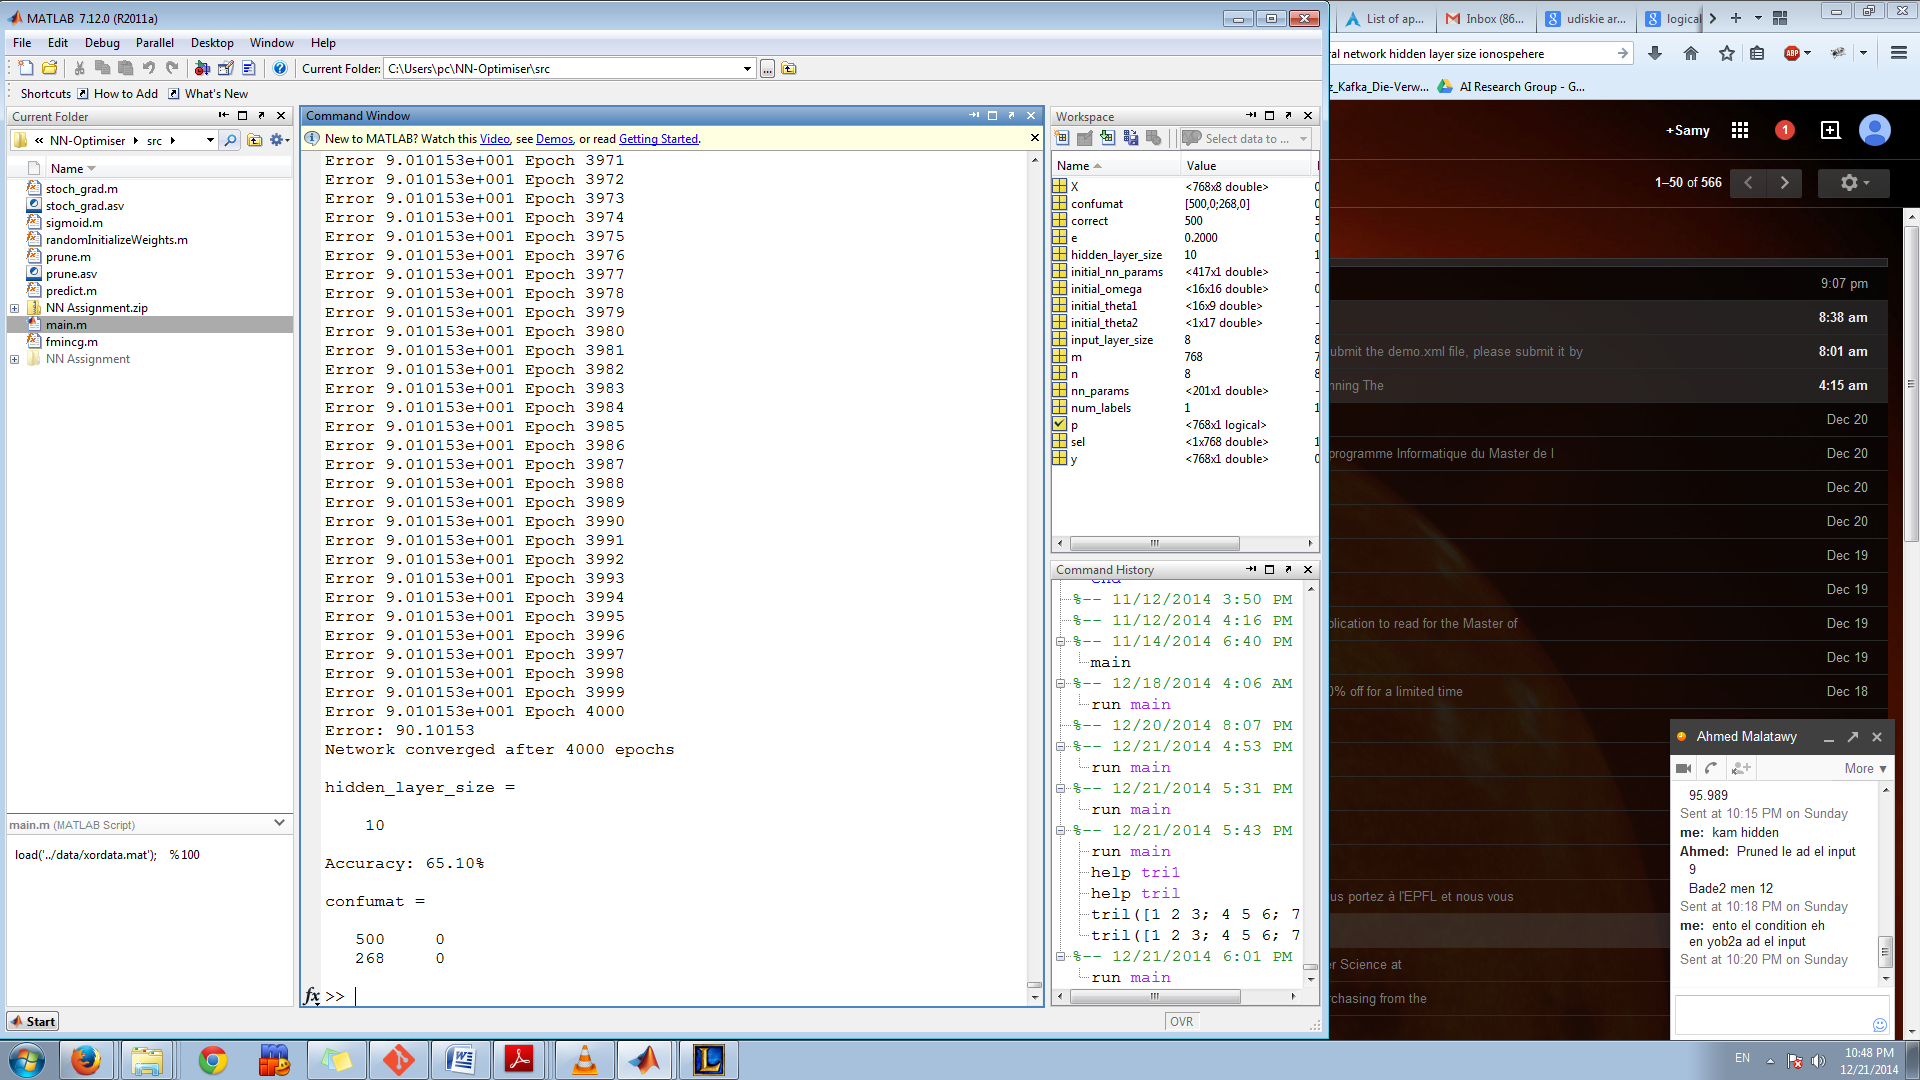 MATLAB 7.12.0 (R2011a)
File Edit Debug Parallel Desktop Window Help
Current Folder: C:\Users\pc\NN-Optimiser\src
Shortcuts How to Add What's New
Current Folder
« NN-Optimiser src
Name
stoch_grad.m
stoch_grad.asv
sigmoid.m
randomInitializeWeights.m
prune.m
prune.asv
predict.m
NN Assignment.zip
main.m
fmincg.m
NN Assignment
main.m (MATLAB Script)
load('../data/xordata.mat'); %100
Start
Command Window
New to MATLAB? Watch this Video, see Demos, or read Getting Started.
Error 9.010153e+001 Epoch 3971
Error 9.010153e+001 Epoch 3972
Error 9.010153e+001 Epoch 3973
Error 9.010153e+001 Epoch 3974
Error 9.010153e+001 Epoch 3975
Error 9.010153e+001 Epoch 3976
Error 9.010153e+001 Epoch 3977
Error 9.010153e+001 Epoch 3978
Error 9.010153e+001 Epoch 3979
Error 9.010153e+001 Epoch 3980
Error 9.010153e+001 Epoch 3981
Error 9.010153e+001 Epoch 3982
Error 9.010153e+001 Epoch 3983
Error 9.010153e+001 Epoch 3984
Error 9.010153e+001 Epoch 3985
Error 9.010153e+001 Epoch 3986
Error 9.010153e+001 Epoch 3987
Error 9.010153e+001 Epoch 3988
Error 9.010153e+001 Epoch 3989
Error 9.010153e+001 Epoch 3990
Error 9.010153e+001 Epoch 3991
Error 9.010153e+001 Epoch 3992
Error 9.010153e+001 Epoch 3993
Error 9.010153e+001 Epoch 3994
Error 9.010153e+001 Epoch 3995
Error 9.010153e+001 Epoch 3996
Error 9.010153e+001 Epoch 3997
Error 9.010153e+001 Epoch 3998
Error 9.010153e+001 Epoch 3999
Error 9.010153e+001 Epoch 4000
Error: 90.10153
Network converged after 4000 epochs
hidden_layer_size =
10
Accuracy: 65.10%
confumat =
500 0
268 0
fx >>
Workspace
Select data to ...
Name Value
X <768x8 double> 0
confumat [500,0;268,0] 0
correct 500 5
e 0.2000 0
hidden_layer_size 10 1
initial_nn_params <417x1 double> -
initial_omega <16x16 double> 0
initial_theta1 <16x9 double> -
initial_theta2 <1x17 double> -
input_layer_size 8 8
m 768 7
n 8 8
nn_params <201x1 double> -
num_labels 1 1
p <768x1 logical>
sel <1x768 double> 1
y <768x1 double> 0
Command History
end
%-- 11/12/2014 3:50 PM
%-- 11/12/2014 4:16 PM
%-- 11/14/2014 6:40 PM
main
%-- 12/18/2014 4:06 AM
run main
%-- 12/20/2014 8:07 PM
%-- 12/21/2014 4:53 PM
run main
%-- 12/21/2014 5:31 PM
run main
%-- 12/21/2014 5:43 PM
run main
help tri1
help tril
tril([1 2 3; 4 5 6; 7
tril([1 2 3; 4 5 6; 7
%-- 12/21/2014 6:01 PM
run main
OVR
List of ap... Inbox (86... udiskie ar... logical
ral network hidden layer size ionospehere
ABP
z_Kafka_Die-Verw... AI Research Group - G...
+Samy 1
1–50 of 566
9:07 pm
8:38 am
submit the demo.xml file, please submit it by 8:01 am
nning The 4:15 am
Dec 20
programme Informatique du Master de l Dec 20
Dec 20
Dec 20
Dec 19
Dec 19
plication to read for the Master of Dec 19
Dec 19
0% off for a limited time Dec 18
us portez à l'EPFL et nous vous
er Science at
rchasing from the
Ahmed Malatawy
More
95.989
Sent at 10:15 PM on Sunday
me: kam hidden
Ahmed: Pruned le ad el input
9
Bade2 men 12
Sent at 10:18 PM on Sunday
me: ento el condition eh
en yob2a ad el input
Sent at 10:20 PM on Sunday
EN
10:48 PM
12/21/2014